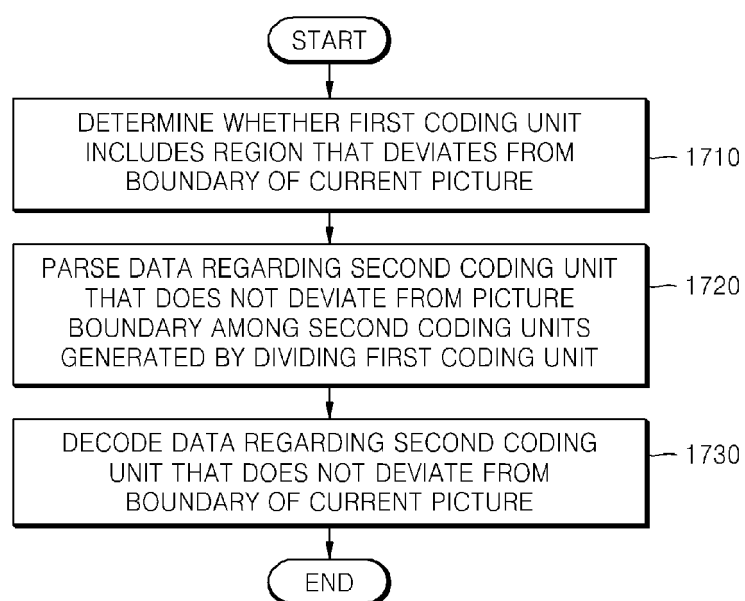 START
DETERMINE WHETHER FIRST CODING UNIT
INCLUDES REGION THAT DEVIATES FROM
BOUNDARY OF CURRENT PICTURE
1710
PARSE DATA REGARDING SECOND CODING UNIT
THAT DOES NOT DEVIATE FROM PICTURE
BOUNDARY AMONG SECOND CODING UNITS
GENERATED BY DIVIDING FIRST CODING UNIT
1720
DECODE DATA REGARDING SECOND CODING
UNIT THAT DOES NOT DEVIATE FROM
BOUNDARY OF CURRENT PICTURE
1730
END